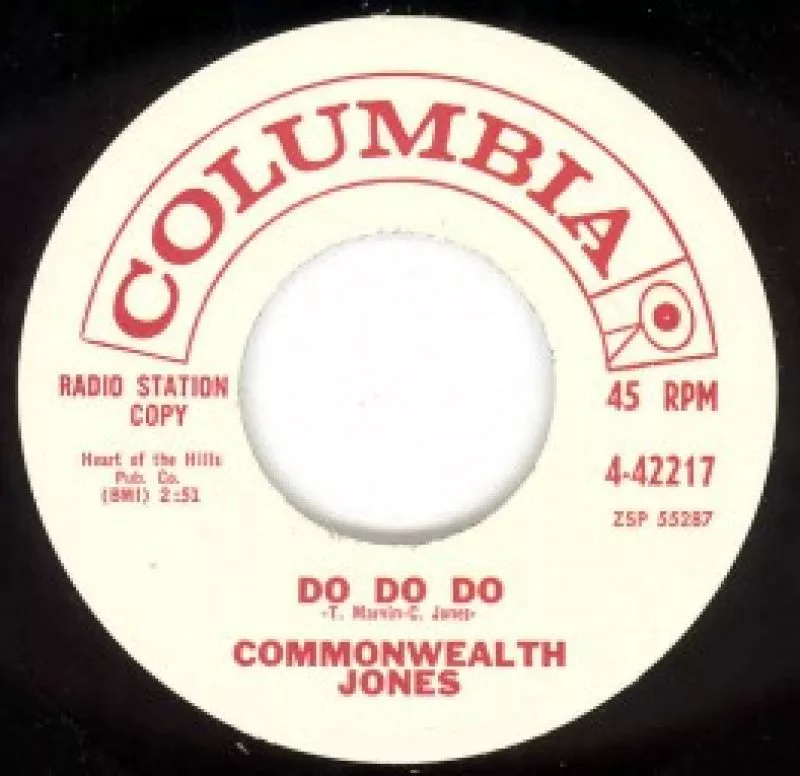 COLUMBIA
RADIO STATION
COPY
Heart of the Hills
Pub. Co.
(BMI) 2:51
45 RPM
4-42217
ZSP 55287
DO DO DO
-T. Marvin-C. Jones-
COMMONWEALTH
JONES